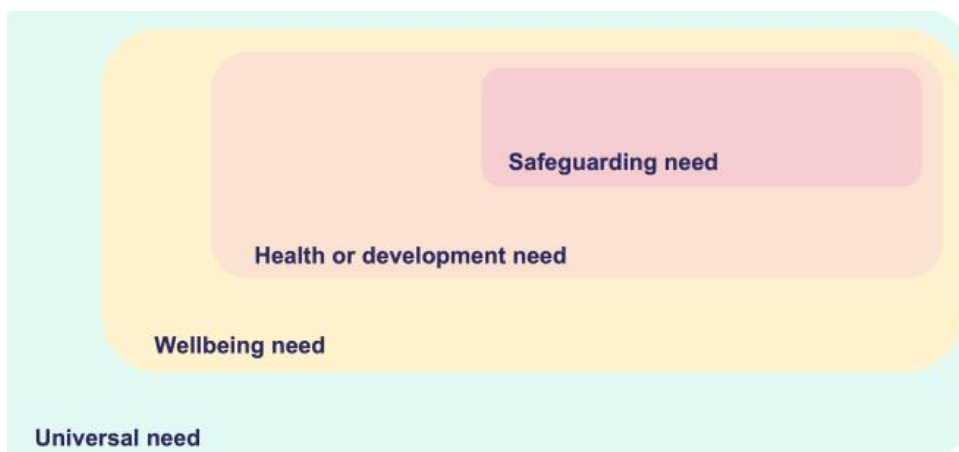 Safeguarding need
Health or development need
Wellbeing need
Universal need